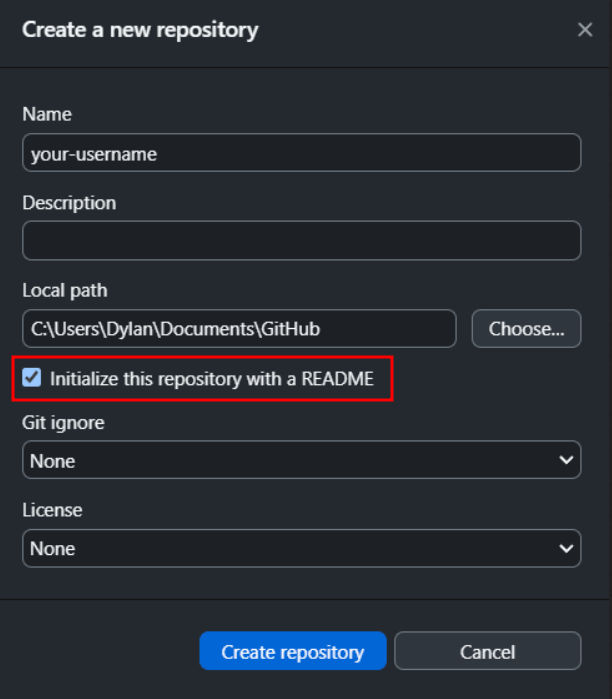 Create a new repository
Name
your-username
Description
Local path
C:\Users\Dylan\Documents\GitHub
Choose...
Initialize this repository with a README
Git ignore
None
License
None
Create repository
Cancel